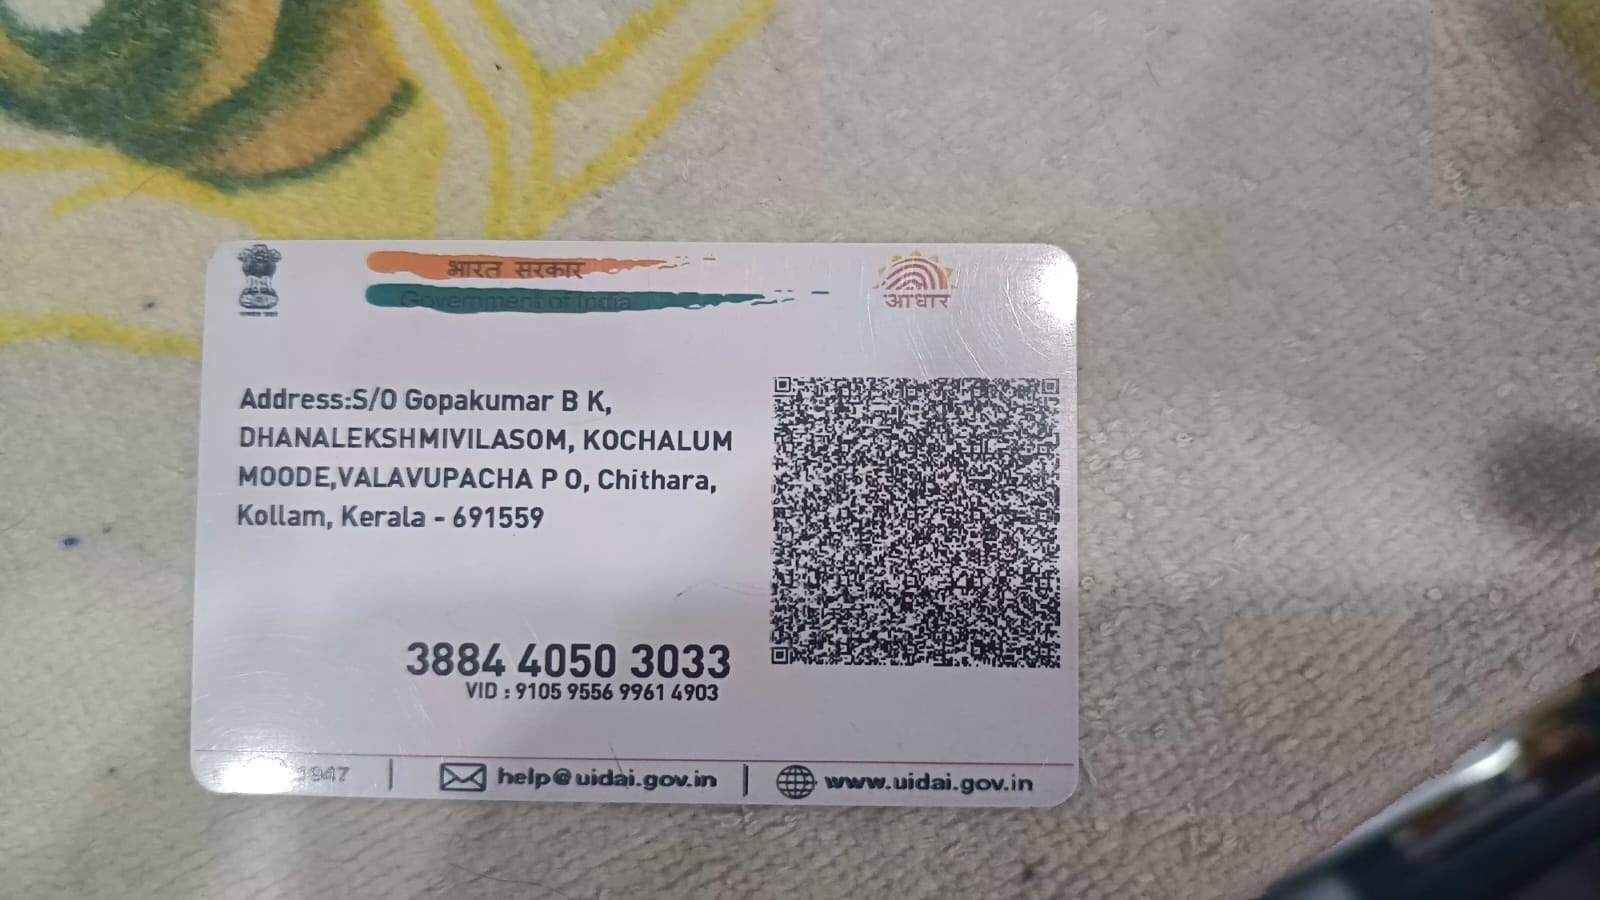 भारत सरकार
Government of India
आधार
Address:S/O Gopakumar B K,
DHANALEKSHMIVILASOM, KOCHALUM
MOODE,VALAVUPACHA P O, Chithara,
Kollam, Kerala - 691559
3884 4050 3033
VID : 9105 9556 9961 4903
1947 | help@uidai.gov.in | www.uidai.gov.in